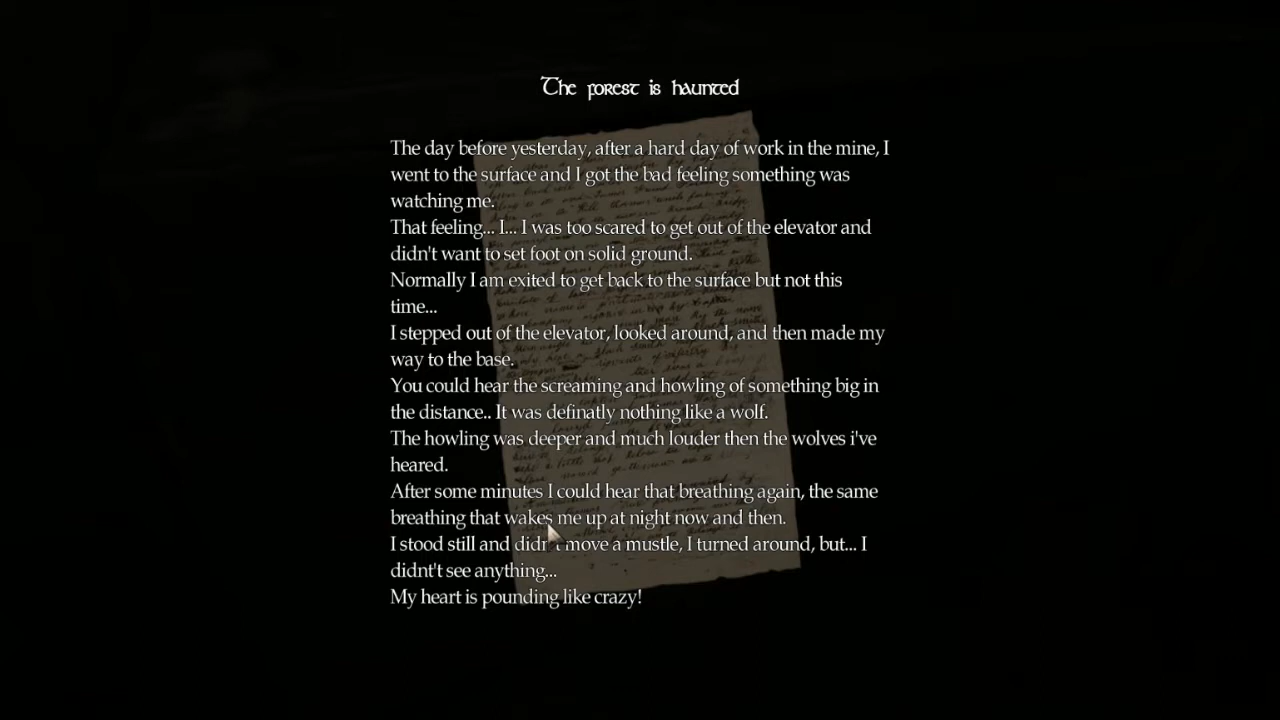 The forest is haunted
The day before yesterday, after a hard day of work in the mine, I
went to the surface and I got the bad feeling something was
watching me.
That feeling... I... I was too scared to get out of the elevator and
didn't want to set foot on solid ground.
Normally I am exited to get back to the surface but not this
time...
I stepped out of the elevator, looked around, and then made my
way to the base.
You could hear the screaming and howling of something big in
the distance.. It was definatly nothing like a wolf.
The howling was deeper and much louder then the wolves i've
heared.
After some minutes I could hear that breathing again, the same
breathing that wakes me up at night now and then.
I stood still and didn't move a mustle, I turned around, but... I
didnt't see anything...
My heart is pounding like crazy!